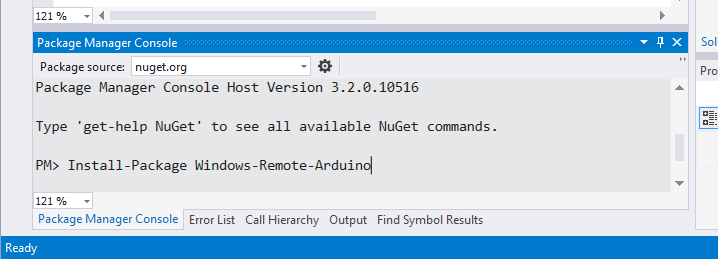 121 %
Package Manager Console
Sol
Package source: nuget.org
Pro
Package Manager Console Host Version 3.2.0.10516
Type 'get-help NuGet' to see all available NuGet commands.
PM> Install-Package Windows-Remote-Arduino
121 %
Package Manager Console Error List Call Hierarchy Output Find Symbol Results
Ready